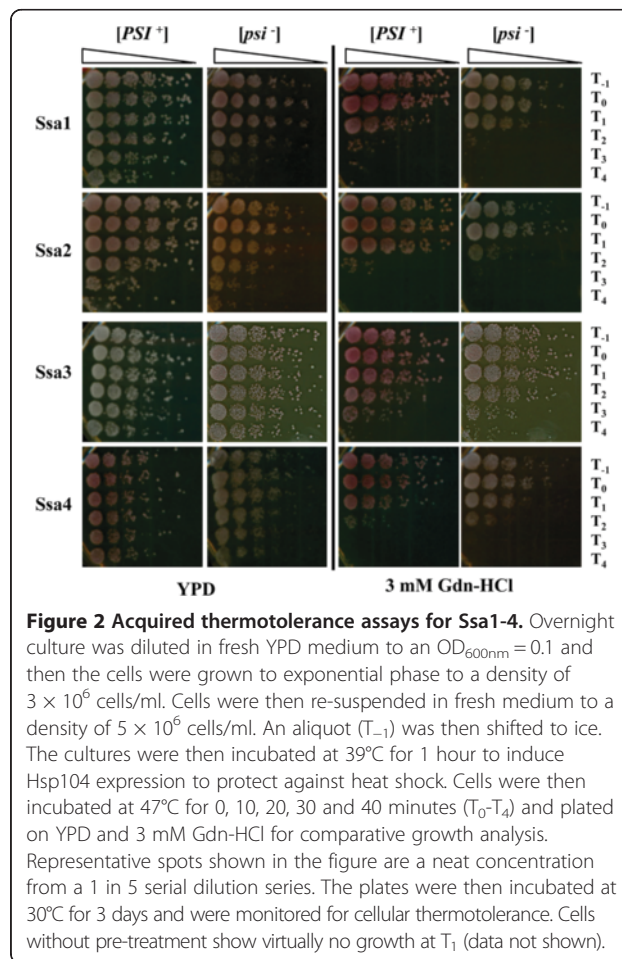 [PSI +] [psi -] [PSI +] [psi -]
Ssa1
T-1
T0
T1
T2
T3
T4
Ssa2
T-1
T0
T1
T2
T3
T4
Ssa3
T-1
T0
T1
T2
T3
T4
Ssa4
T-1
T0
T1
T2
T3
T4
YPD 3 mM Gdn-HCl
Figure 2 Acquired thermotolerance assays for Ssa1-4. Overnight
culture was diluted in fresh YPD medium to an OD600nm = 0.1 and
then the cells were grown to exponential phase to a density of
3 × 10⁶ cells/ml. Cells were then re-suspended in fresh medium to a
density of 5 × 10⁶ cells/ml. An aliquot (T−1) was then shifted to ice.
The cultures were then incubated at 39°C for 1 hour to induce
Hsp104 expression to protect against heat shock. Cells were then
incubated at 47°C for 0, 10, 20, 30 and 40 minutes (T0-T4) and plated
on YPD and 3 mM Gdn-HCl for comparative growth analysis.
Representative spots shown in the figure are a neat concentration
from a 1 in 5 serial dilution series. The plates were then incubated at
30°C for 3 days and were monitored for cellular thermotolerance. Cells
without pre-treatment show virtually no growth at T1 (data not shown).